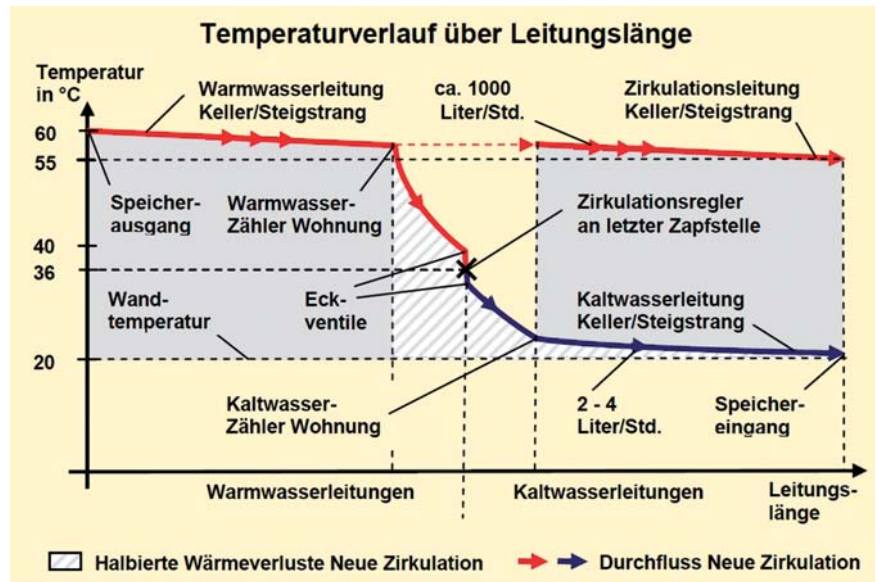 Temperaturverlauf über Leitungslänge
Temperatur
in °C
Warmwasserleitung
Keller/Steigstrang
ca. 1000
Liter/Std.
Zirkulationsleitung
Keller/Steigstrang
60
55
40
36
20
Speicher-
ausgang
Warmwasser-
Zähler Wohnung
Zirkulationsregler
an letzter Zapfstelle
Wand-
temperatur
Eck-
ventile
Kaltwasserleitung
Keller/Steigstrang
Kaltwasser-
Zähler Wohnung
2 - 4
Liter/Std.
Speicher-
eingang
Warmwasserleitungen
Kaltwasserleitungen
Leitungs-
länge
Halbierte Wärmeverluste Neue Zirkulation
Durchfluss Neue Zirkulation